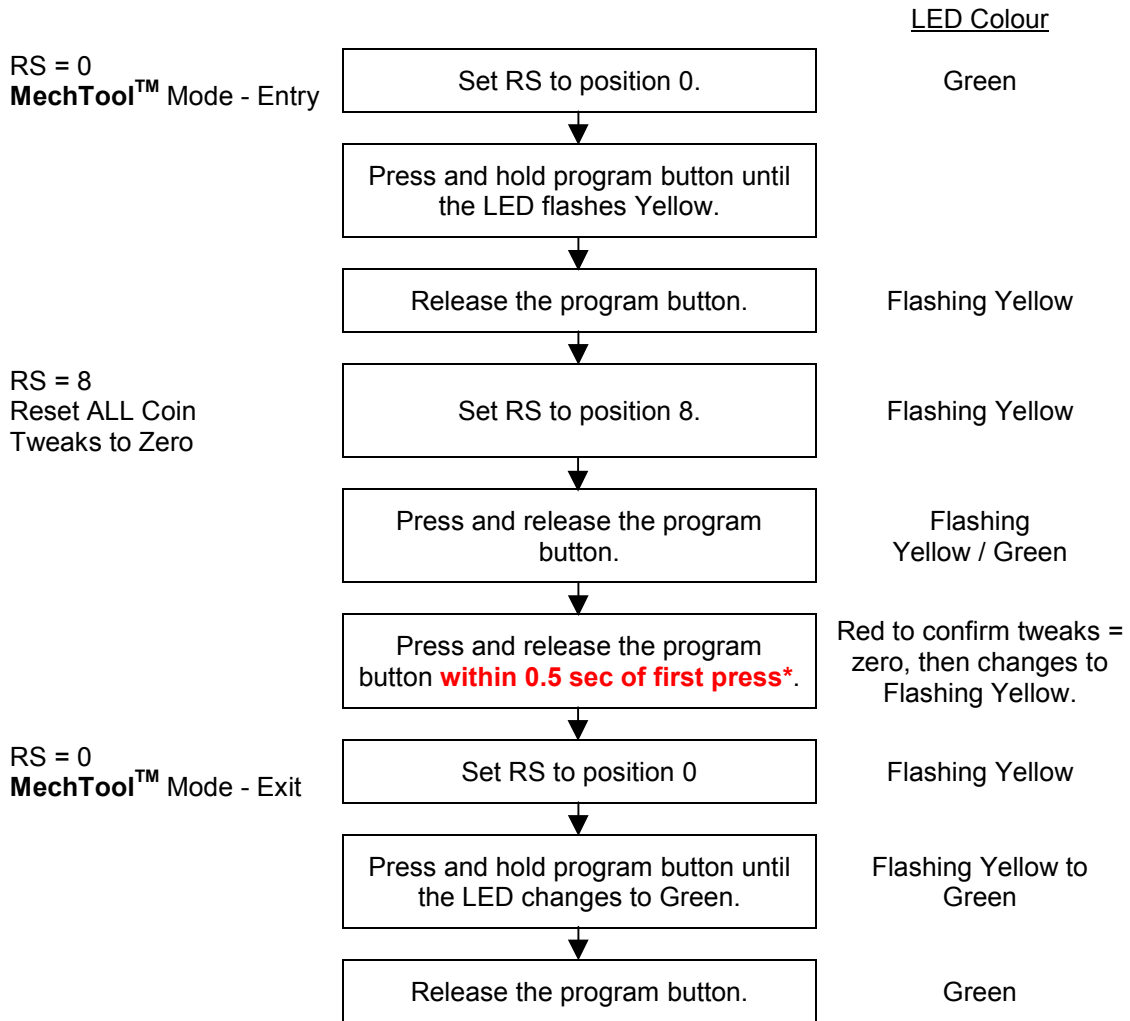 LED Colour
RS = 0
MechTool™ Mode - Entry
Set RS to position 0.
Green
Press and hold program button until
the LED flashes Yellow.
Release the program button.
Flashing Yellow
RS = 8
Reset ALL Coin
Tweaks to Zero
Set RS to position 8.
Flashing Yellow
Press and release the program
button.
Flashing
Yellow / Green
Press and release the program
button within 0.5 sec of first press*.
Red to confirm tweaks =
zero, then changes to
Flashing Yellow.
RS = 0
MechTool™ Mode - Exit
Set RS to position 0
Flashing Yellow
Press and hold program button until
the LED changes to Green.
Flashing Yellow to
Green
Release the program button.
Green